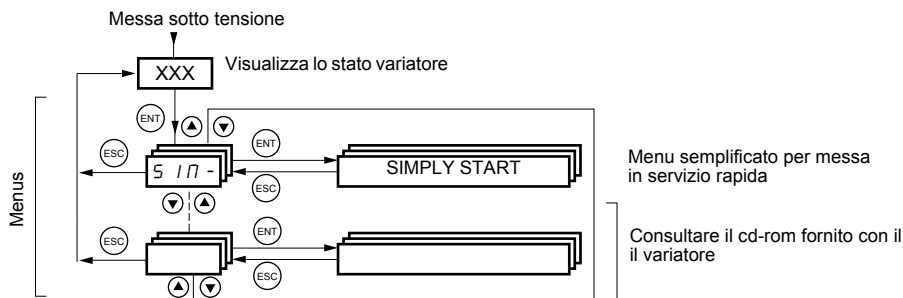 Messa sotto tensione
XXX
Visualizza lo stato variatore
ENT
ESC
SIM-
ENT
ESC
SIMPLY START
Menu semplificato per messa
in servizio rapida
Menus
ESC
ENT
ESC
Consultare il cd-rom fornito con il
il variatore